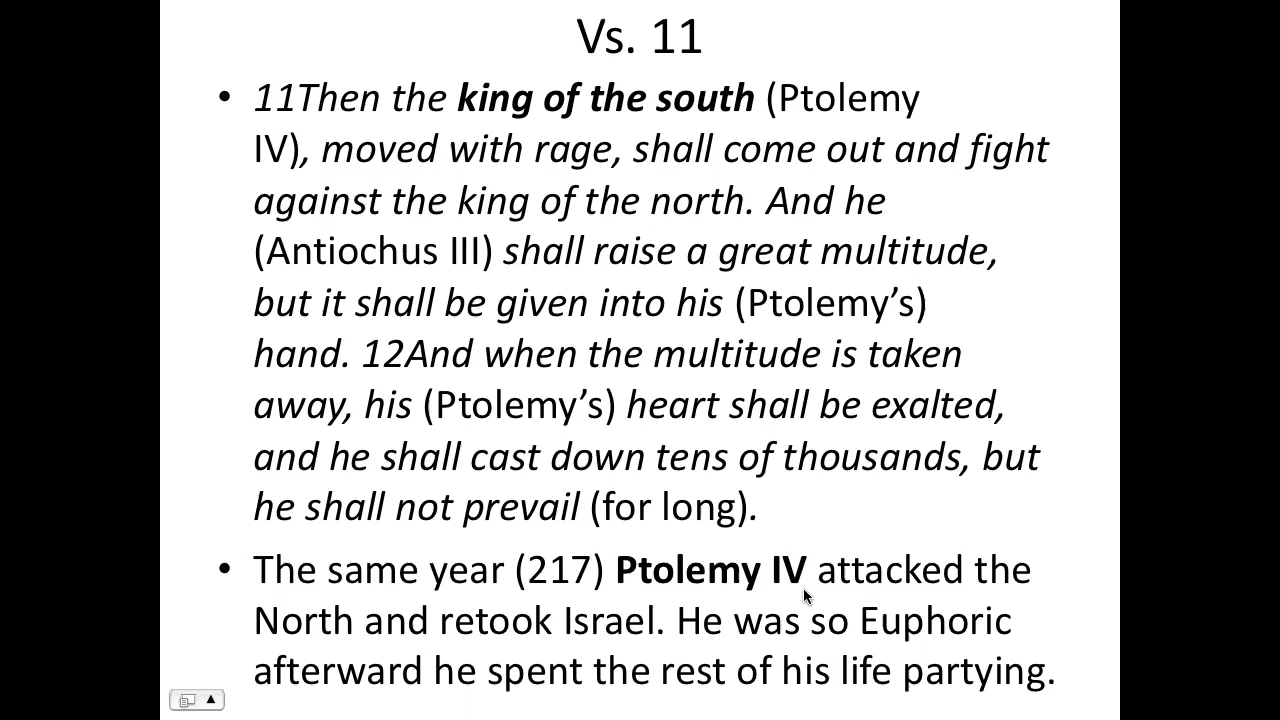 Vs. 11
• 11Then the king of the south (Ptolemy
IV), moved with rage, shall come out and fight
against the king of the north. And he
(Antiochus III) shall raise a great multitude,
but it shall be given into his (Ptolemy’s)
hand. 12And when the multitude is taken
away, his (Ptolemy’s) heart shall be exalted,
and he shall cast down tens of thousands, but
he shall not prevail (for long).
• The same year (217) Ptolemy IV attacked the
North and retook Israel. He was so Euphoric
afterward he spent the rest of his life partying.